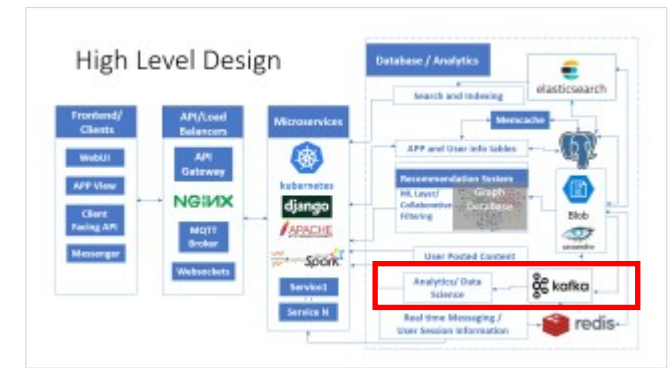 High Level Design
Database / Analytics
elasticsearch
Search and Indexing
Frontend/
Clients
API/Load
Balancers
Microservices
Memcache
WebUI
API
Gateway
APP and User info tables
kubernetes
Recommendation System
APP View
NGINX
django
ML Layer/
Collaborative
Filtering
Graph
Database
Client
Facing API
MQTT
Broker
APACHE
Blob
cassandra
Messenger
Spark
User Posted Content
Websockets
Service1
Analytics/ Data
Science
kafka
Service N
Real time Messaging /
User Session Information
redis